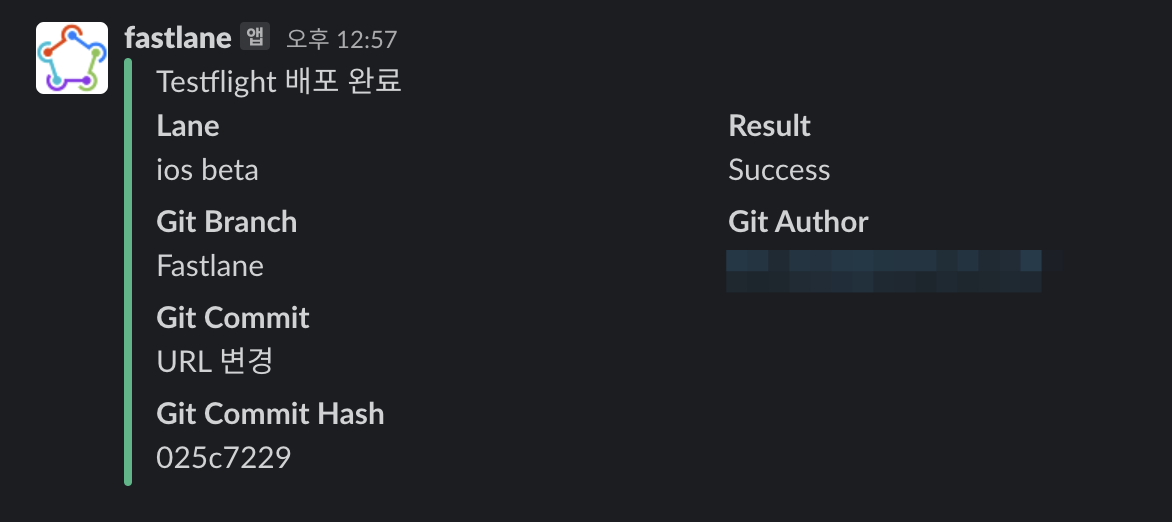 fastlane 앱 오후 12:57
Testflight 배포 완료
Lane
Result
ios beta
Success
Git Branch
Git Author
Fastlane
Git Commit
URL 변경
Git Commit Hash
025c7229